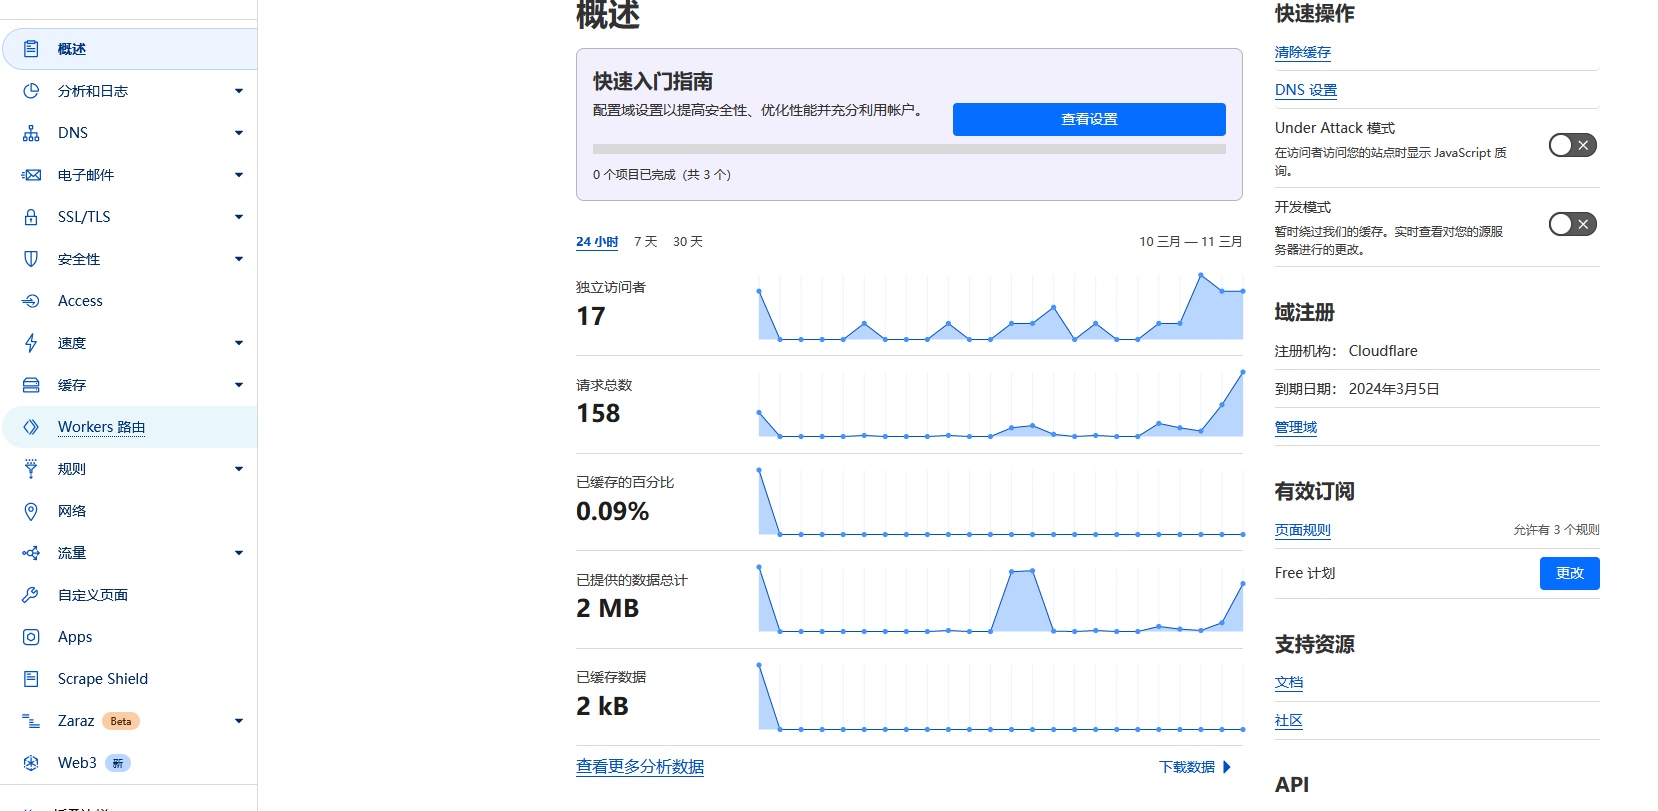 概述
分析和日志
DNS
电子邮件
SSL/TLS
安全性
Access
速度
缓存
Workers 路由
规则
网络
流量
自定义页面
Apps
Scrape Shield
Zaraz Beta
Web3 新
概述
快速入门指南
配置域设置以提高安全性、优化性能并充分利用帐户。
查看设置
0 个项目已完成（共 3 个）
24 小时 7 天 30 天
10 三月 — 11 三月
独立访问者
17
请求总数
158
已缓存的百分比
0.09%
已提供的数据总计
2 MB
已缓存数据
2 kB
查看更多分析数据
下载数据
快速操作
清除缓存
DNS 设置
Under Attack 模式
在访问者访问您的站点时显示 JavaScript 质
询。
开发模式
暂时绕过我们的缓存。实时查看对您的源服
务器进行的更改。
域注册
注册机构： Cloudflare
到期日期： 2024年3月5日
管理域
有效订阅
页面规则 允许有 3 个规则
Free 计划 更改
支持资源
文档
社区
API